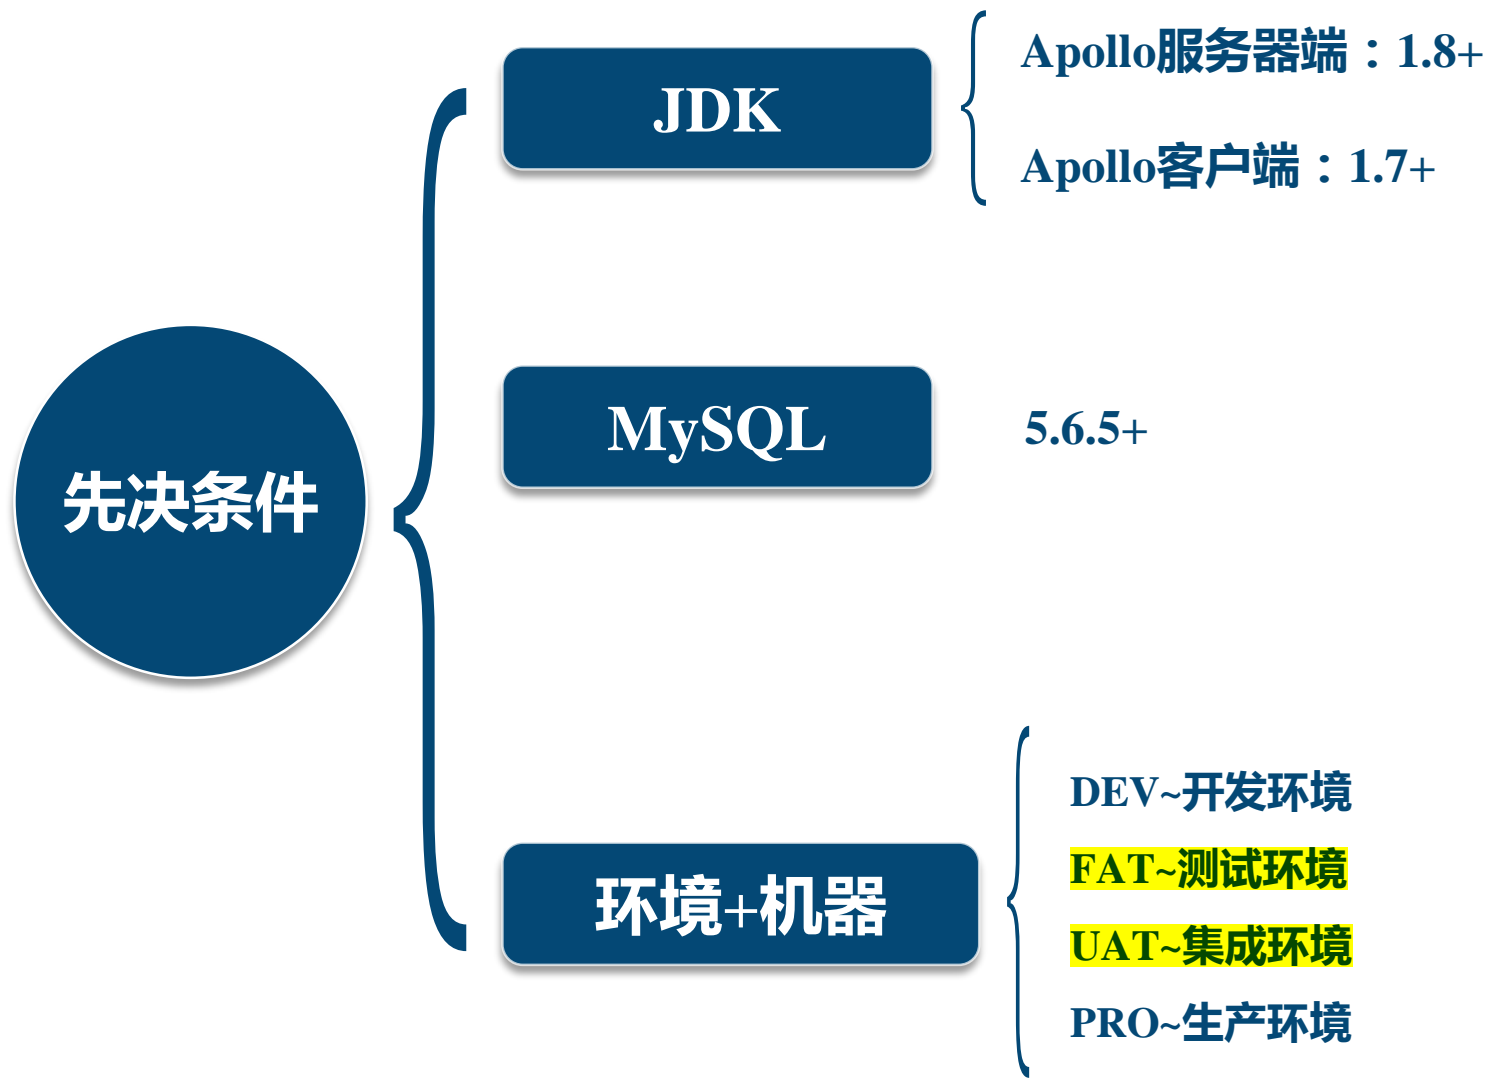 先决条件
JDK
Apollo服务器端：1.8+
Apollo客户端：1.7+
MySQL
5.6.5+
环境+机器
DEV~开发环境
FAT~测试环境
UAT~集成环境
PRO~生产环境